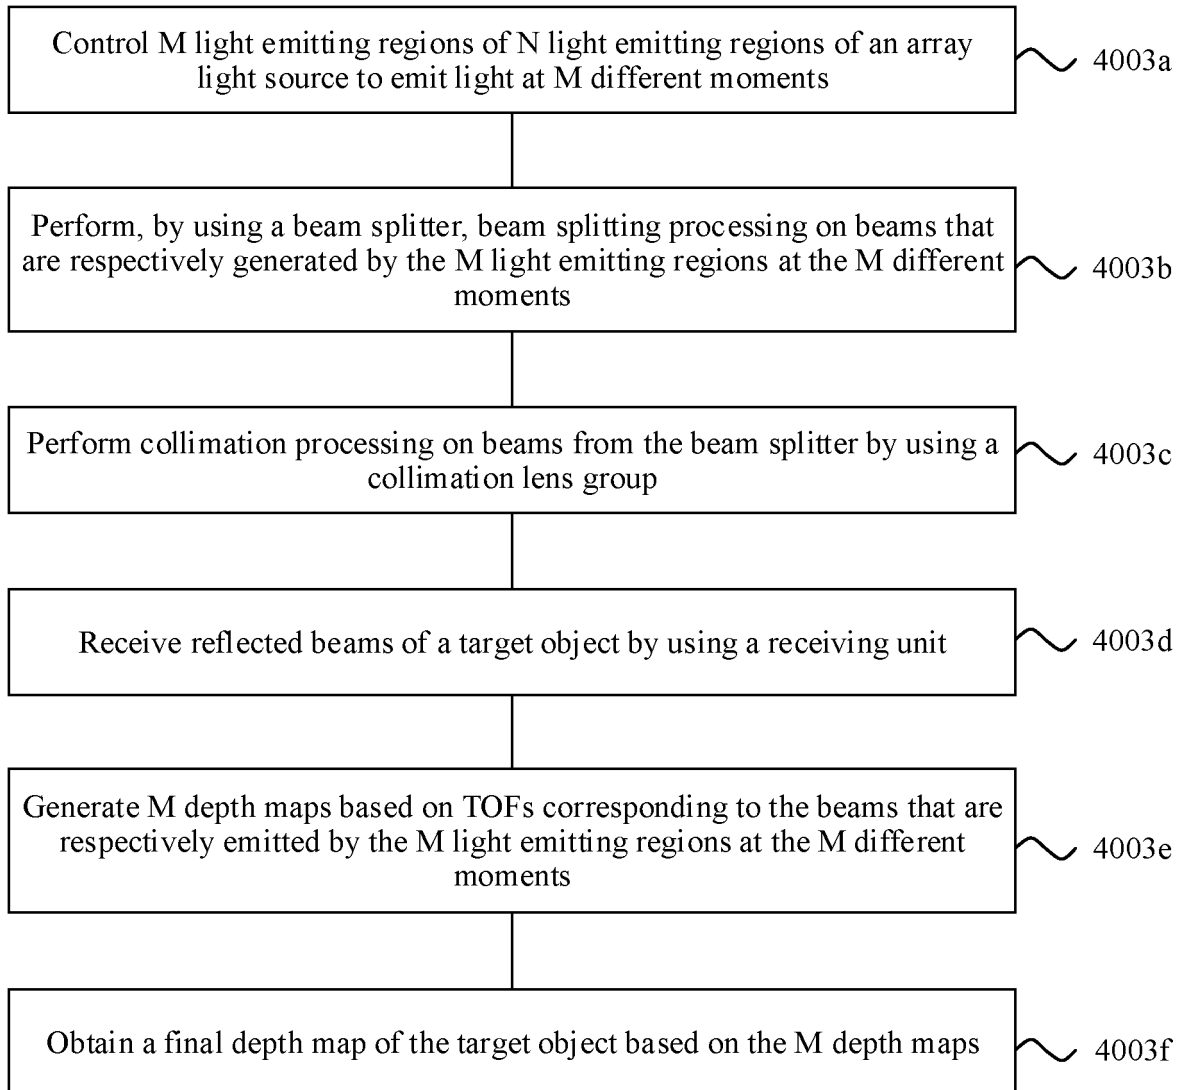 Control M light emitting regions of N light emitting regions of an array
light source to emit light at M different moments
4003a
Perform, by using a beam splitter, beam splitting processing on beams that
are respectively generated by the M light emitting regions at the M different
moments
4003b
Perform collimation processing on beams from the beam splitter by using a
collimation lens group
4003c
Receive reflected beams of a target object by using a receiving unit
4003d
Generate M depth maps based on TOFs corresponding to the beams that are
respectively emitted by the M light emitting regions at the M different
moments
4003e
Obtain a final depth map of the target object based on the M depth maps
4003f